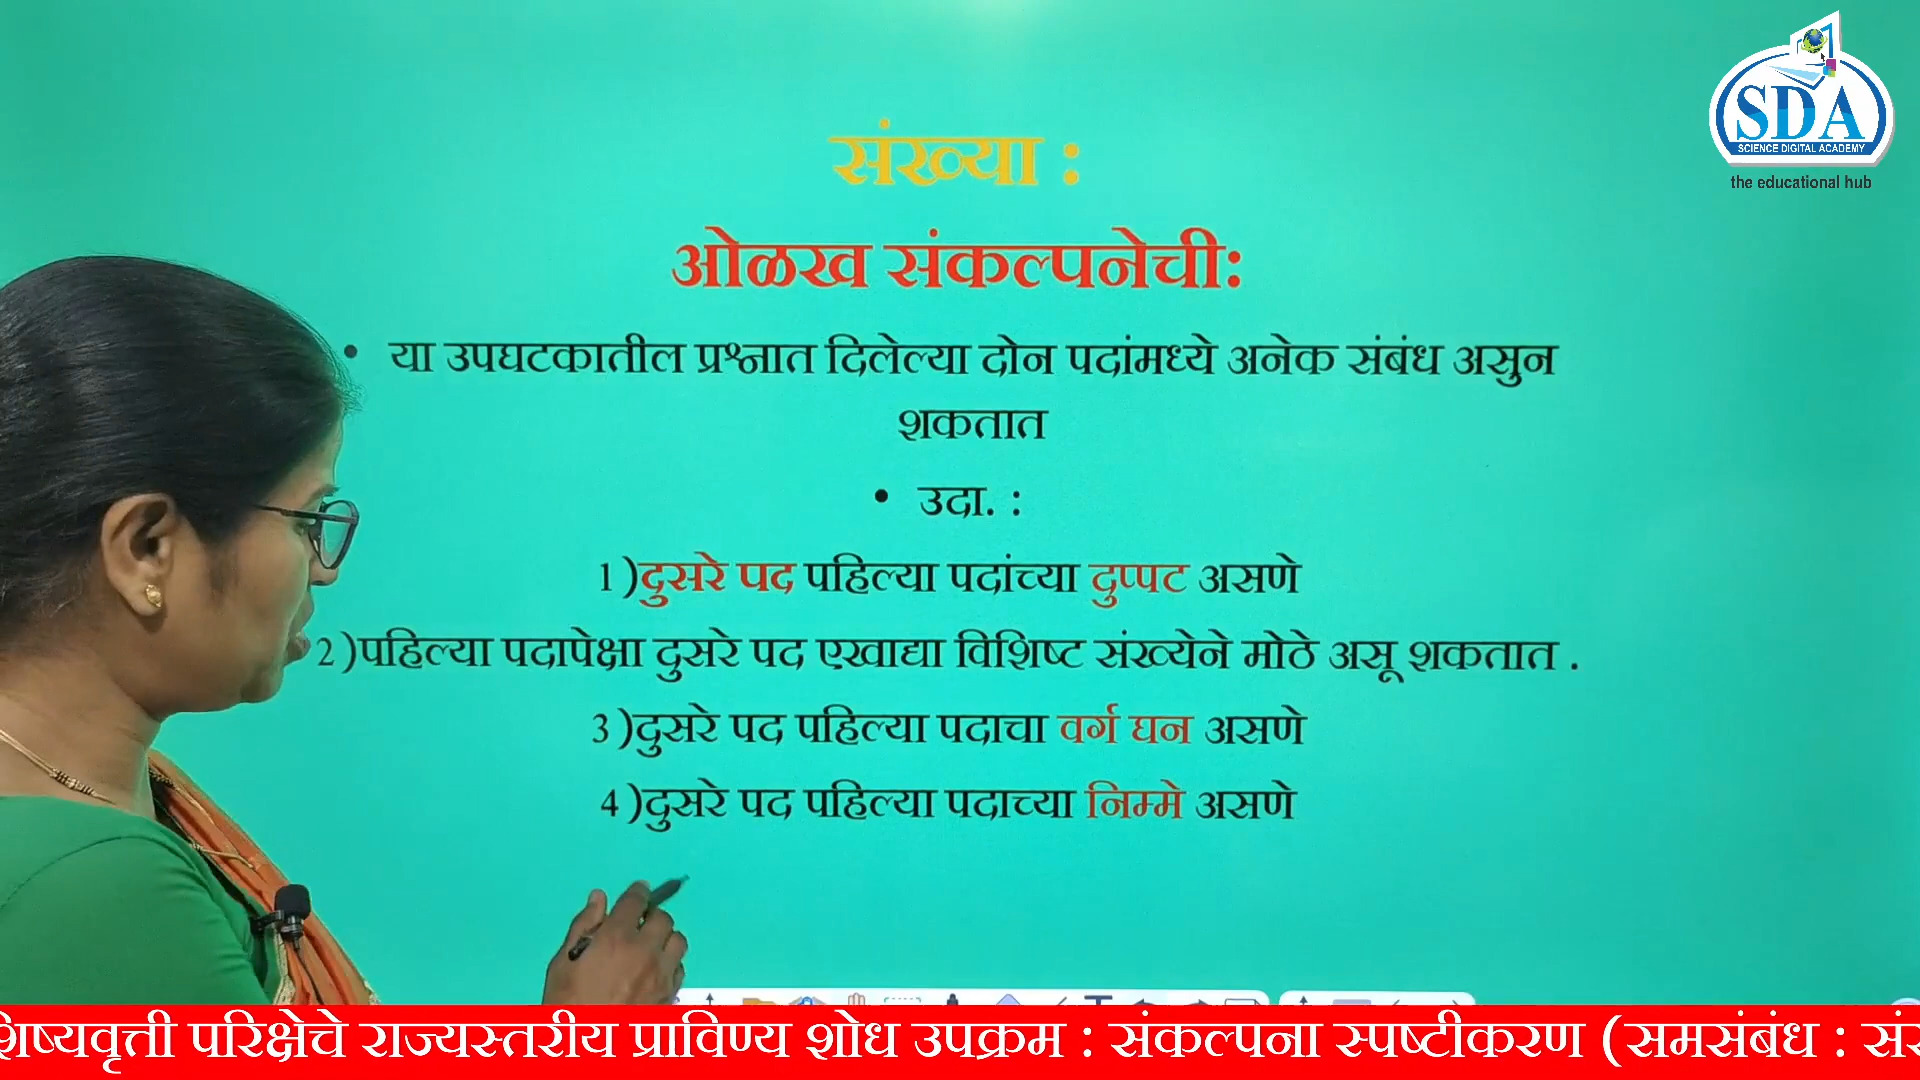 SDA
SCIENCE DIGITAL ACADEMY
the educational hub
संख्या :
ओळख संकल्पनेची:
• या उपघटकातील प्रश्नात दिलेल्या दोन पदांमध्ये अनेक संबंध असुन
शकतात
• उदा. :
1)दुसरे पद पहिल्या पदांच्या दुप्पट असणे
2)पहिल्या पदापेक्षा दुसरे पद एखाद्या विशिष्ट संख्येने मोठे असू शकतात .
3)दुसरे पद पहिल्या पदाचा वर्ग घन असणे
4)दुसरे पद पहिल्या पदाच्या निम्मे असणे
शिष्यवृत्ती परिक्षेचे राज्यस्तरीय प्राविण्य शोध उपक्रम : संकल्पना स्पष्टीकरण (समसंबंध :